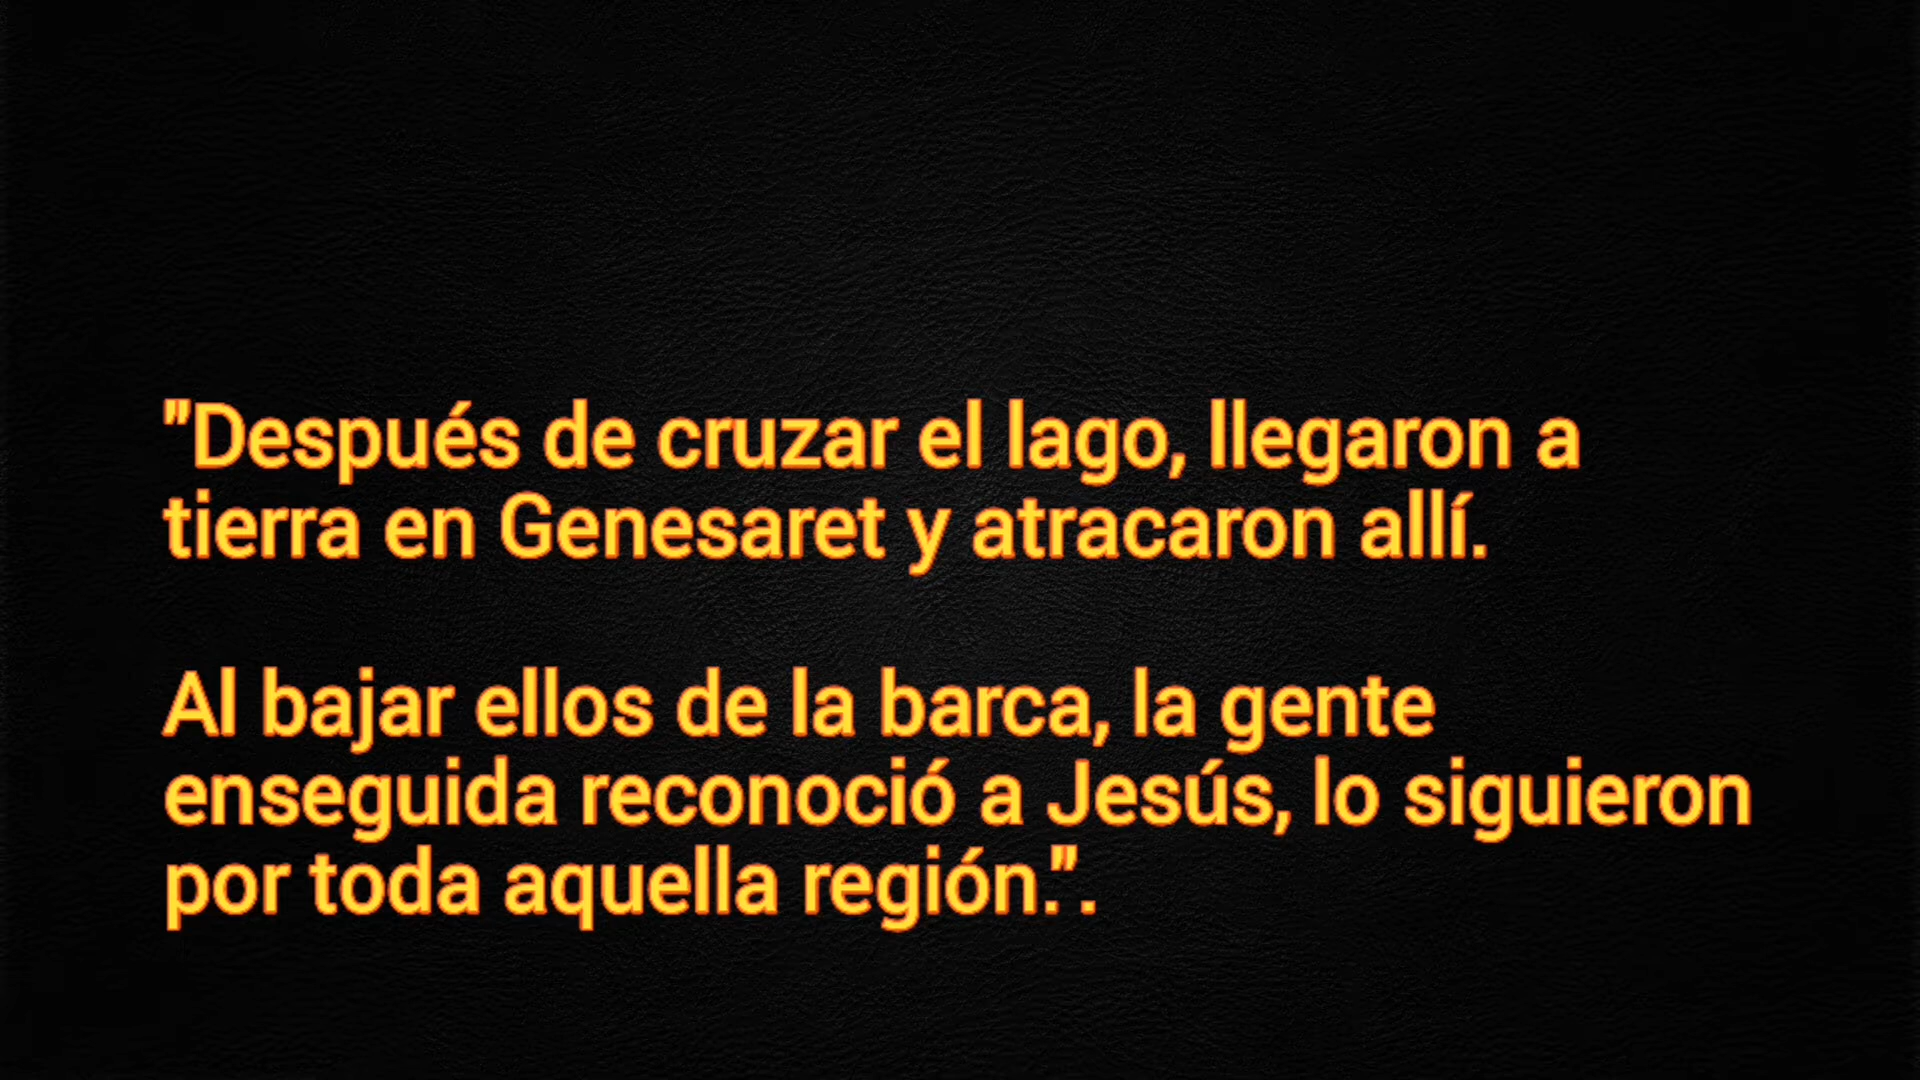 "Después de cruzar el lago, llegaron a
tierra en Genesaret y atracaron allí.
Al bajar ellos de la barca, la gente
enseguida reconoció a Jesús, lo siguieron
por toda aquella región.".